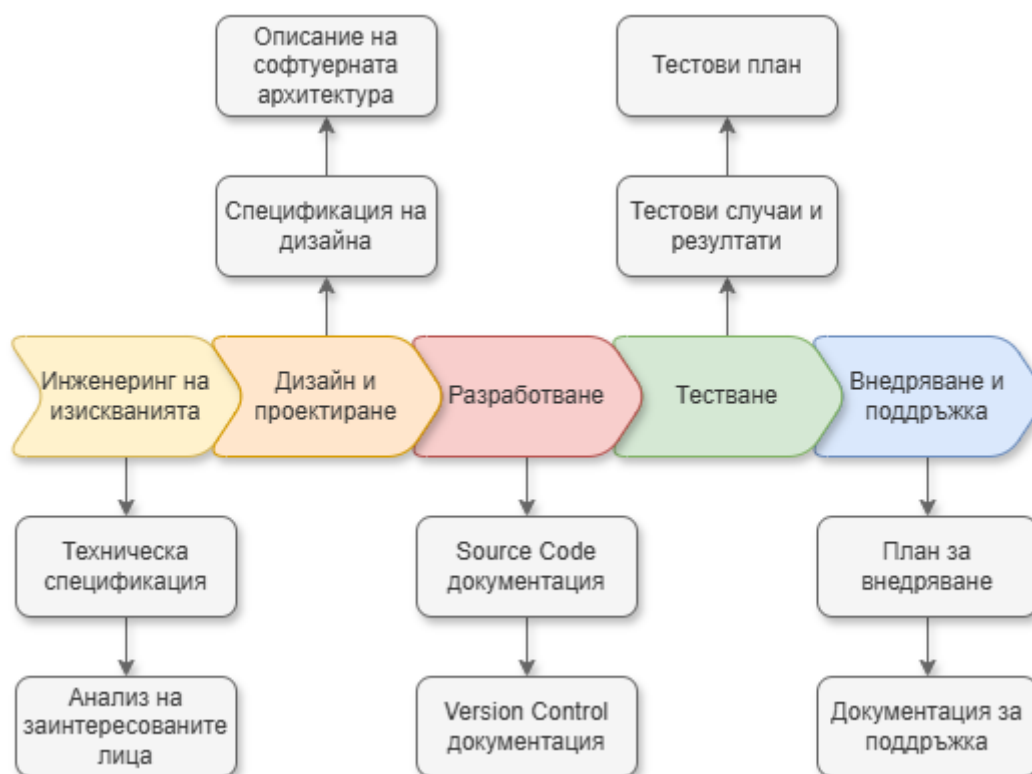 Описание на
софтуерната
архитектура
Тестови план
Спецификация на
дизайна
Тестови случаи и
резултати
Инженеринг на
изискванията
Дизайн и
проектиране
Разработване
Тестване
Внедряване и
поддръжка
Техническа
спецификация
Source Code
документация
План за
внедряване
Анализ на
заинтересованите
лица
Version Control
документация
Документация за
поддръжка